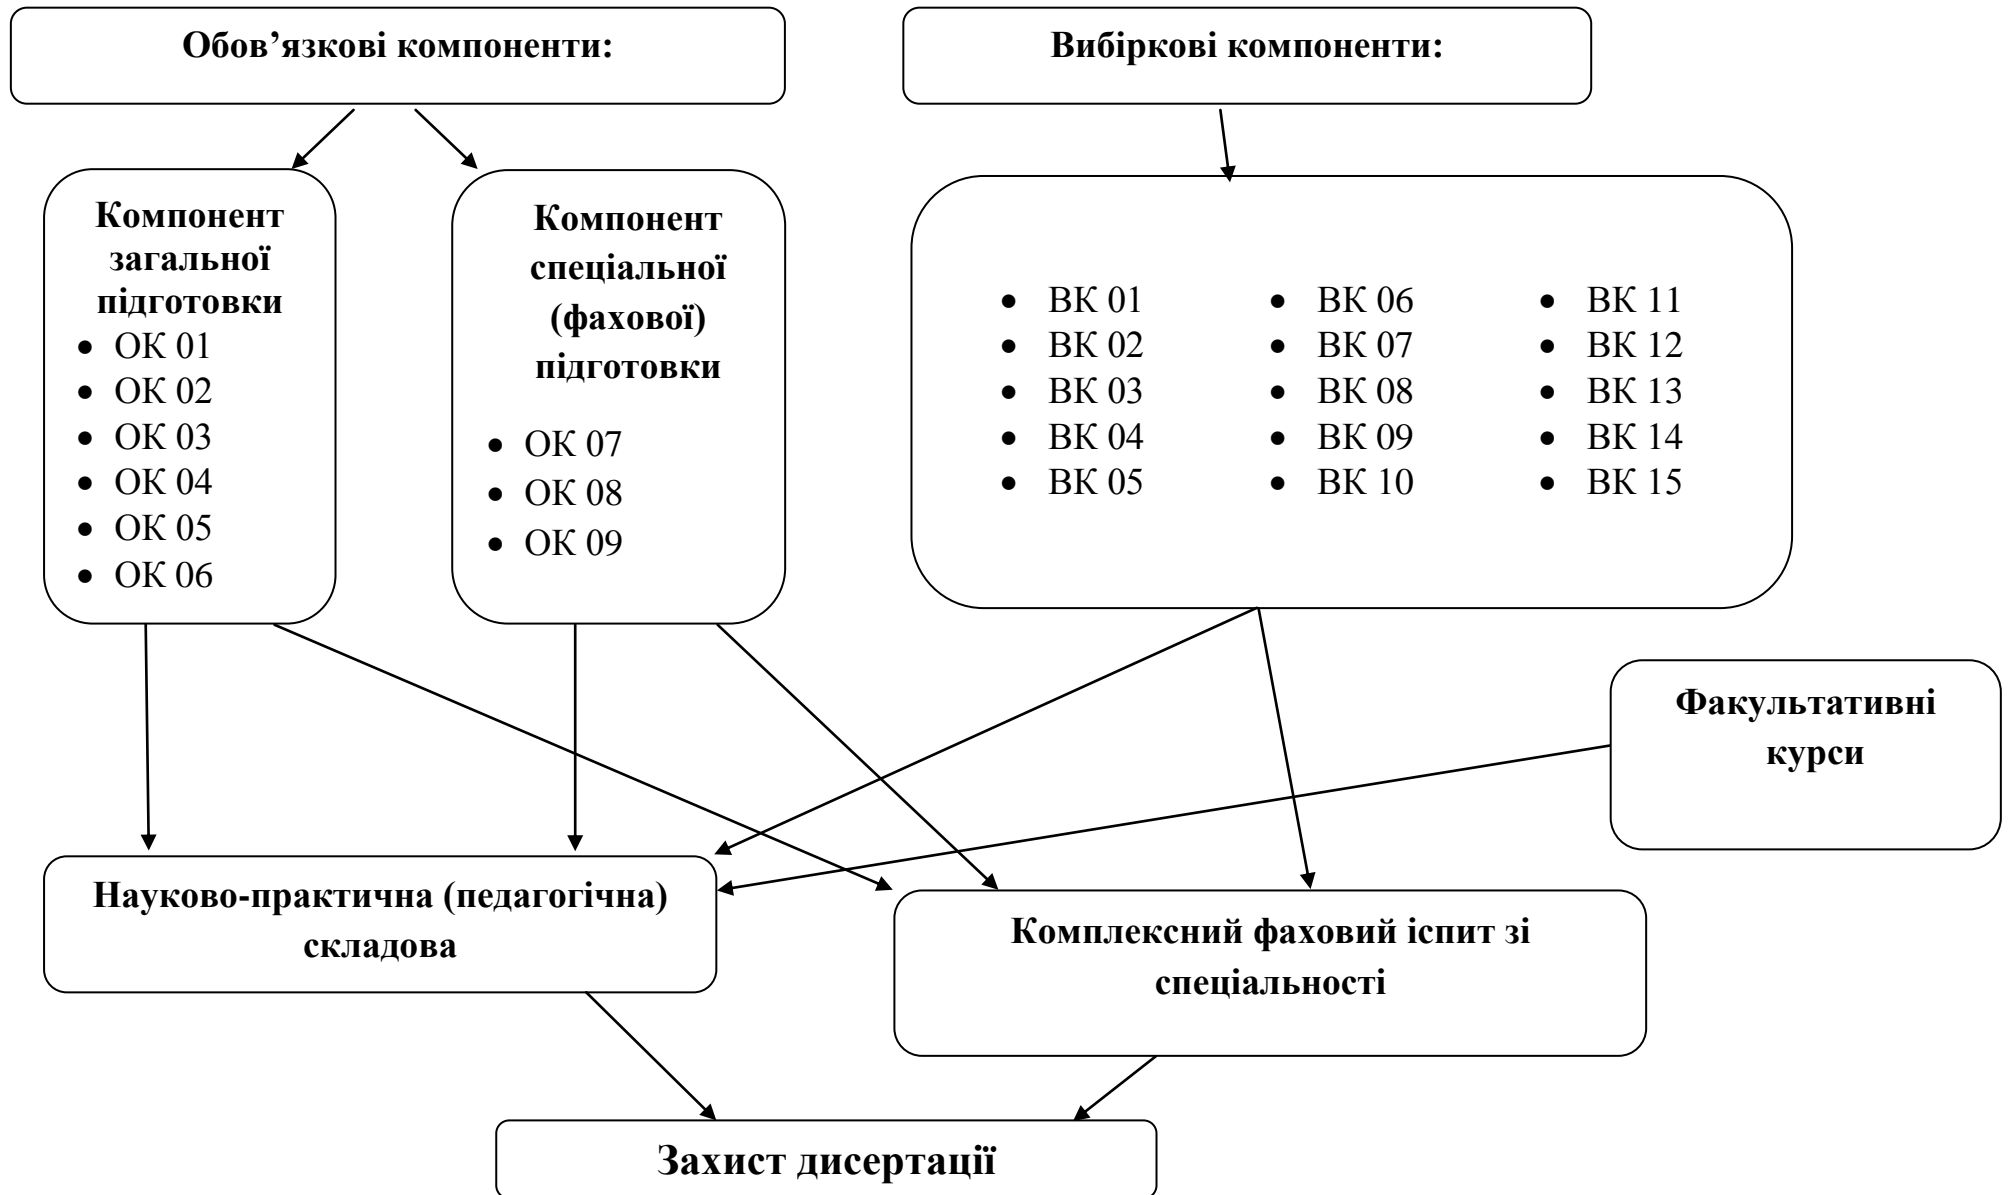 Обов’язкові компоненти:
Вибіркові компоненти:
Компонент
загальної
підготовки
• ОК 01
• ОК 02
• ОК 03
• ОК 04
• ОК 05
• ОК 06
Компонент
спеціальної
(фахової)
підготовки
• ОК 07
• ОК 08
• ОК 09
• ВК 01
• ВК 02
• ВК 03
• ВК 04
• ВК 05
• ВК 06
• ВК 07
• ВК 08
• ВК 09
• ВК 10
• ВК 11
• ВК 12
• ВК 13
• ВК 14
• ВК 15
Факультативні
курси
Науково-практична (педагогічна)
складова
Комплексний фаховий іспит зі
спеціальності
Захист дисертації